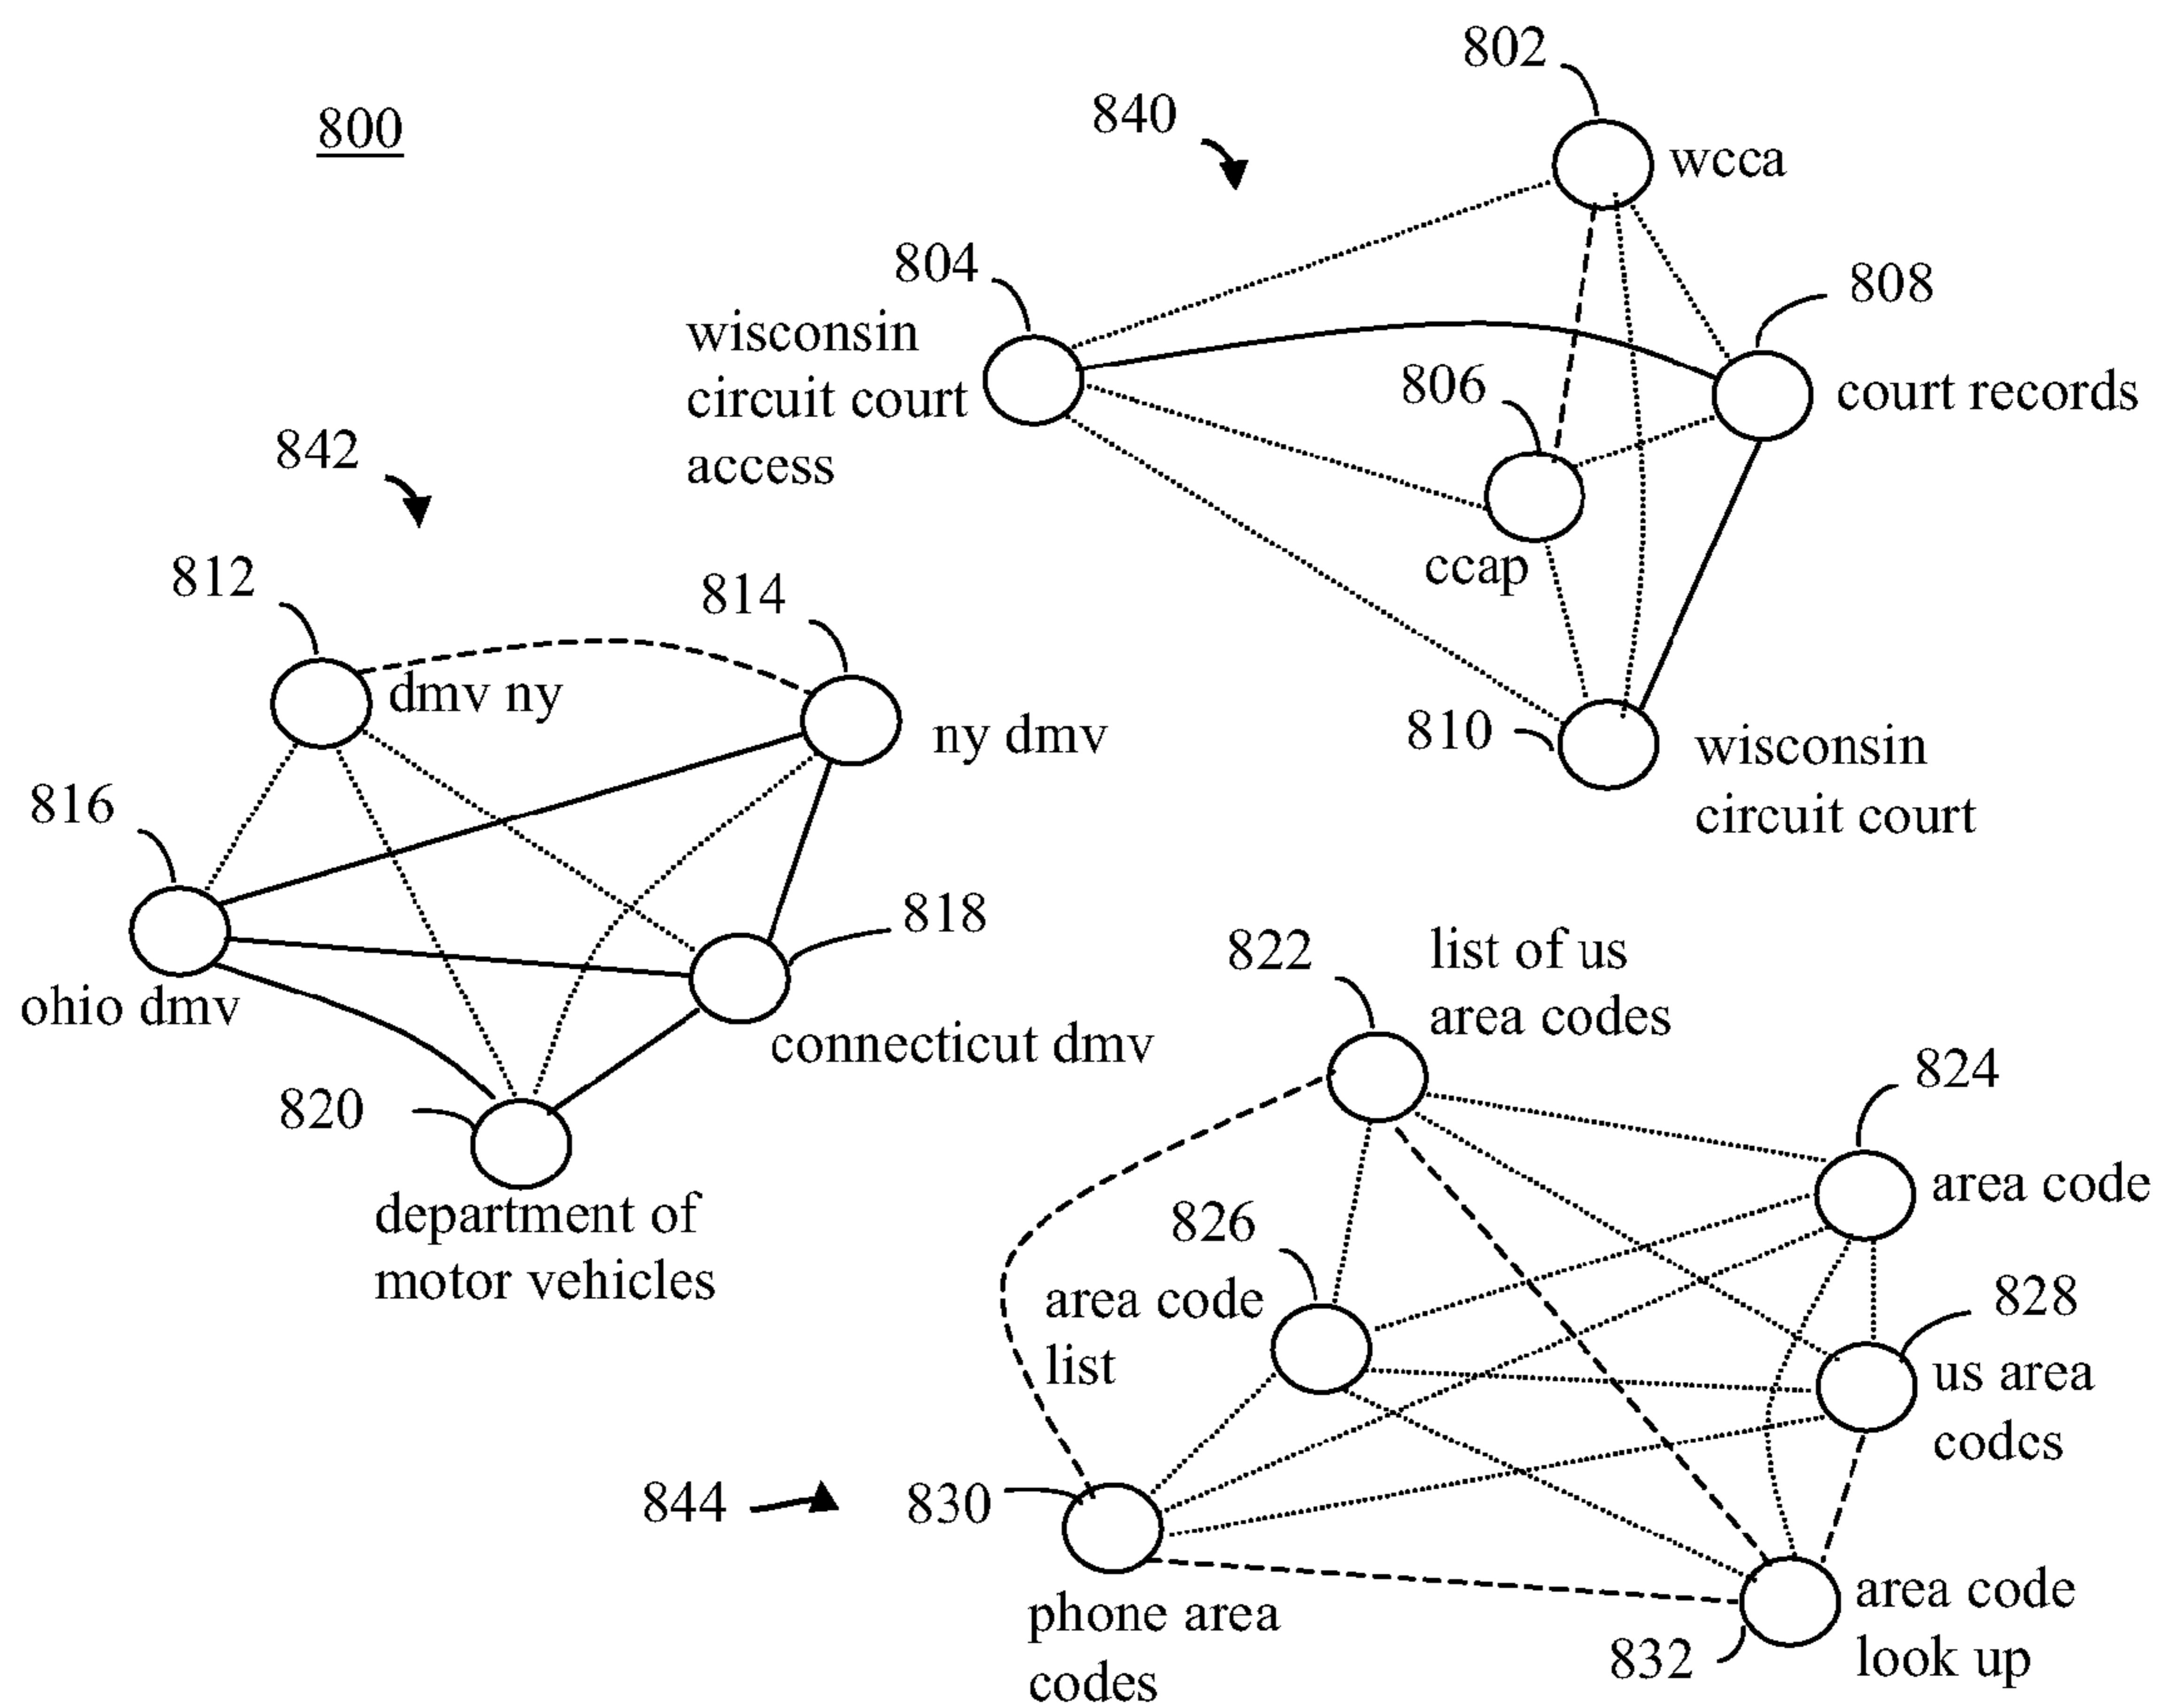 800
840
802
wcca
804
wisconsin
circuit court
access
808
court records
806
ccap
810
wisconsin
circuit court
842
812
dmv ny
814
ny dmv
816
ohio dmv
818
connecticut dmv
820
department of
motor vehicles
822
list of us
area codes
824
area code
826
area code
list
828
us area
codes
844
830
phone area
codes
832
area code
look up